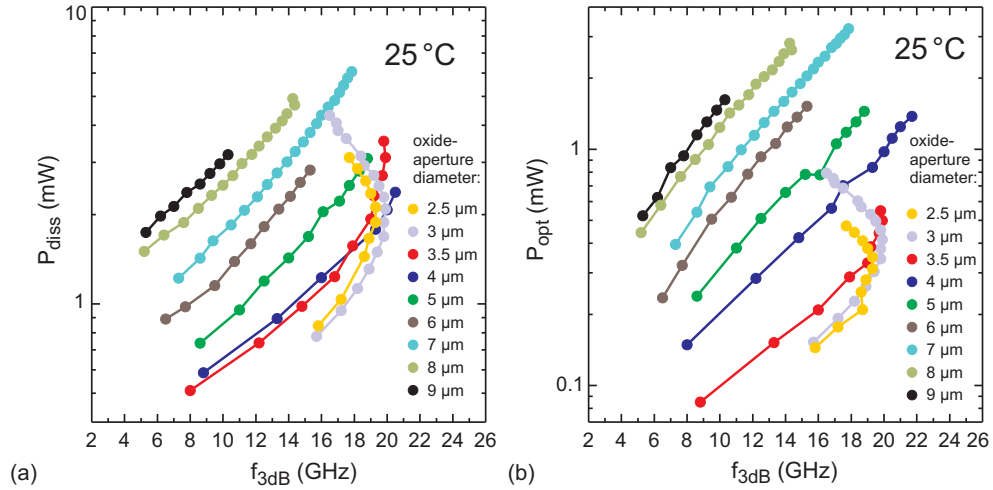 10
25 °C
oxide-
aperture
diameter:
2.5 µm
3 µm
3.5 µm
4 µm
5 µm
6 µm
7 µm
8 µm
9 µm
1
P_diss (mW)
2 4 6 8 10 12 14 16 18 20 22 24 26
f_3dB (GHz)
(a)
25 °C
oxide-
aperture
diameter:
2.5 µm
3 µm
3.5 µm
4 µm
5 µm
6 µm
7 µm
8 µm
9 µm
1
0.1
P_opt (mW)
2 4 6 8 10 12 14 16 18 20 22 24 26
f_3dB (GHz)
(b)